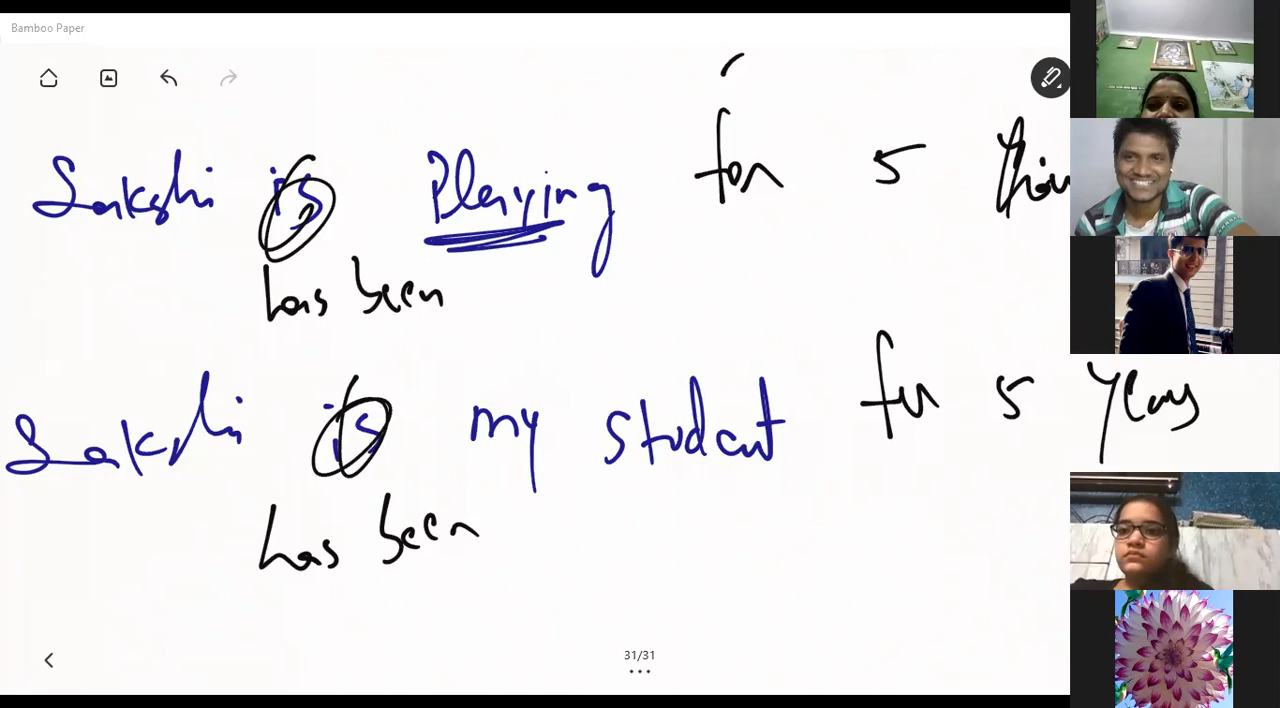 Bamboo Paper
Sakshi is Playing for 5
has been
Sakshi is my student for 5 years
has been
31/31